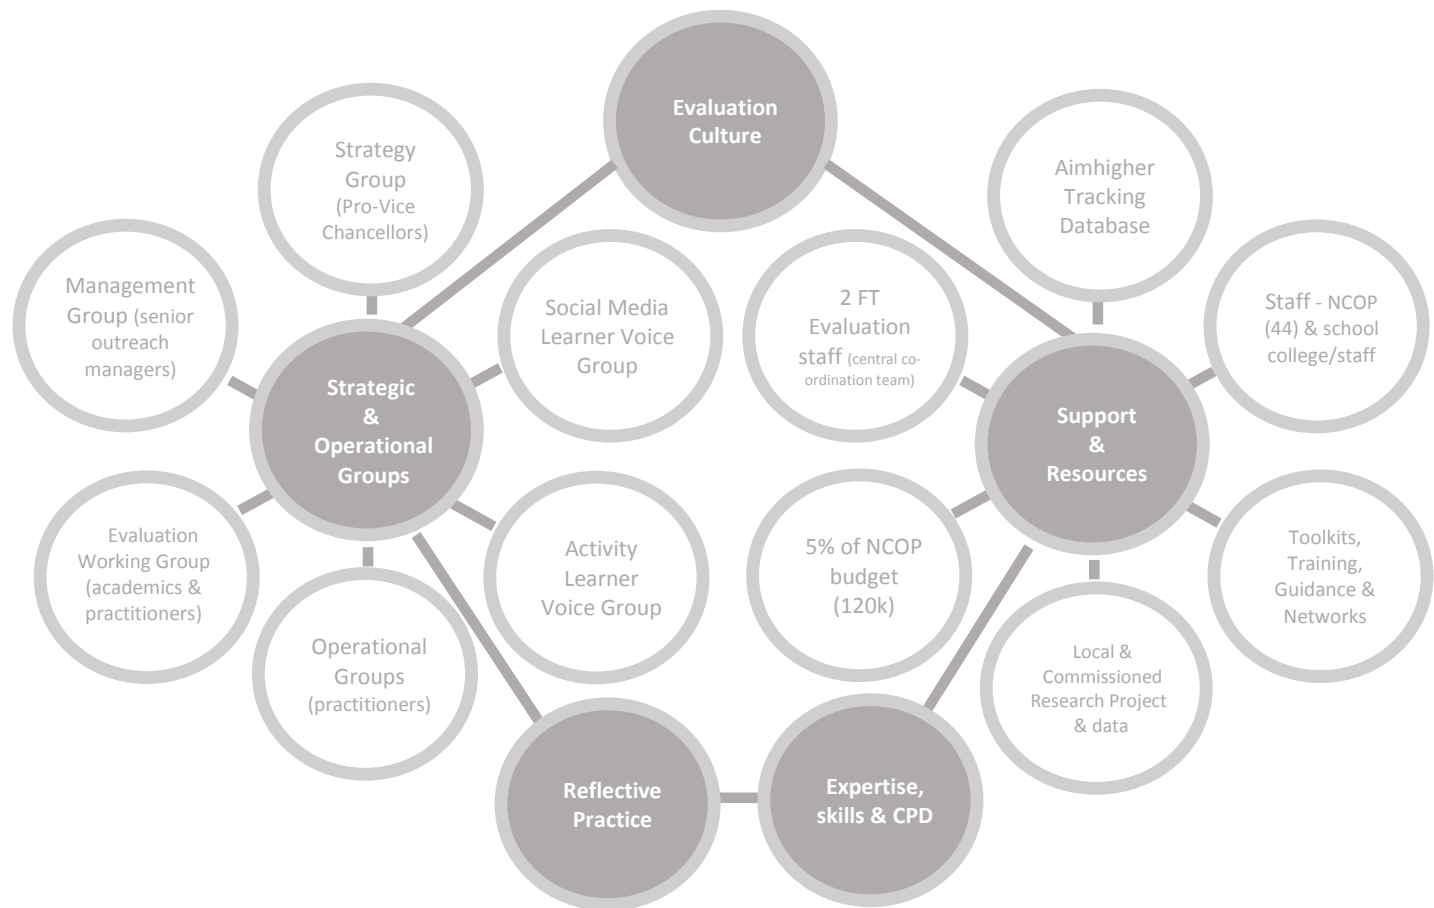 Evaluation
Culture
Strategy
Group
(Pro-Vice
Chancellors)
Aimhigher
Tracking
Database
Management
Group (senior
outreach
managers)
Social Media
Learner Voice
Group
2 FT
Evaluation
staff (central co-
ordination team)
Staff - NCOP
(44) & school
college/staff
Strategic
&
Operational
Groups
Support
&
Resources
Evaluation
Working Group
(academics &
practitioners)
Activity
Learner
Voice Group
5% of NCOP
budget
(120k)
Toolkits,
Training,
Guidance &
Networks
Operational
Groups
(practitioners)
Local &
Commissioned
Research Project
& data
Reflective
Practice
Expertise,
skills & CPD